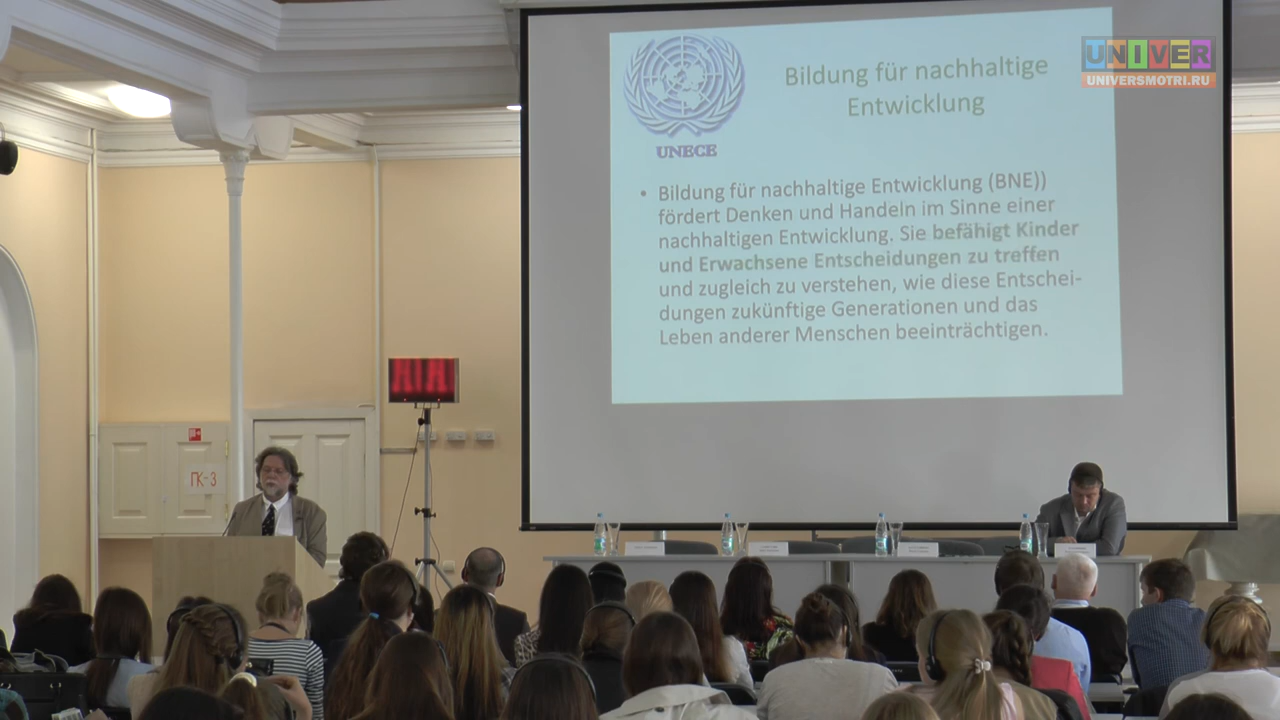 UNIVER
UNIVERSMOTRI.RU
Bildung für nachhaltige
Entwicklung
UNECE
• Bildung für nachhaltige Entwicklung (BNE))
fördert Denken und Handeln im Sinne einer
nachhaltigen Entwicklung. Sie befähigt Kinder
und Erwachsene Entscheidungen zu treffen
und zugleich zu verstehen, wie diese Entschei-
dungen zukünftige Generationen und das
Leben anderer Menschen beeinträchtigen.
ГК-3